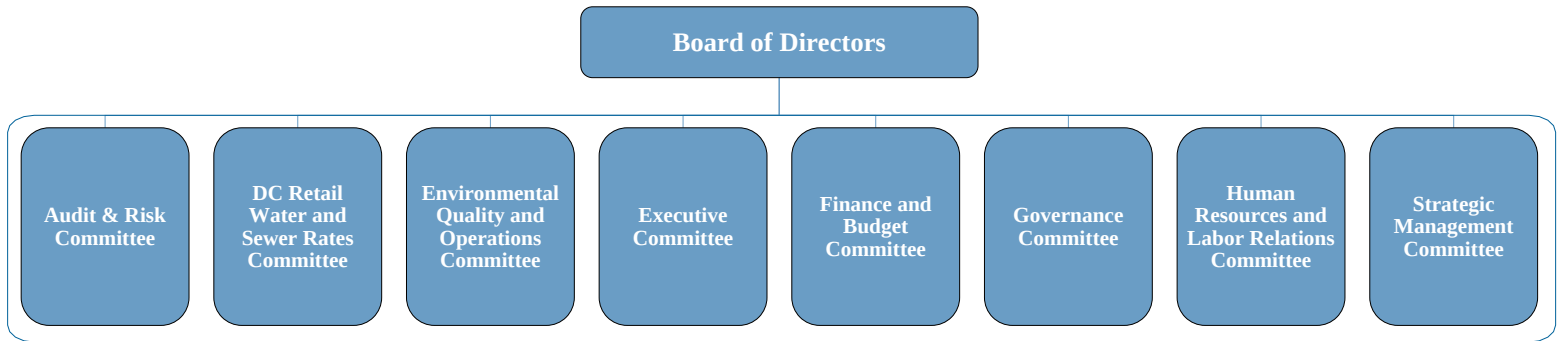 Board of Directors
Audit & Risk
Committee
DC Retail
Water and
Sewer Rates
Committee
Environmental
Quality and
Operations
Committee
Executive
Committee
Finance and
Budget
Committee
Governance
Committee
Human
Resources and
Labor Relations
Committee
Strategic
Management
Committee